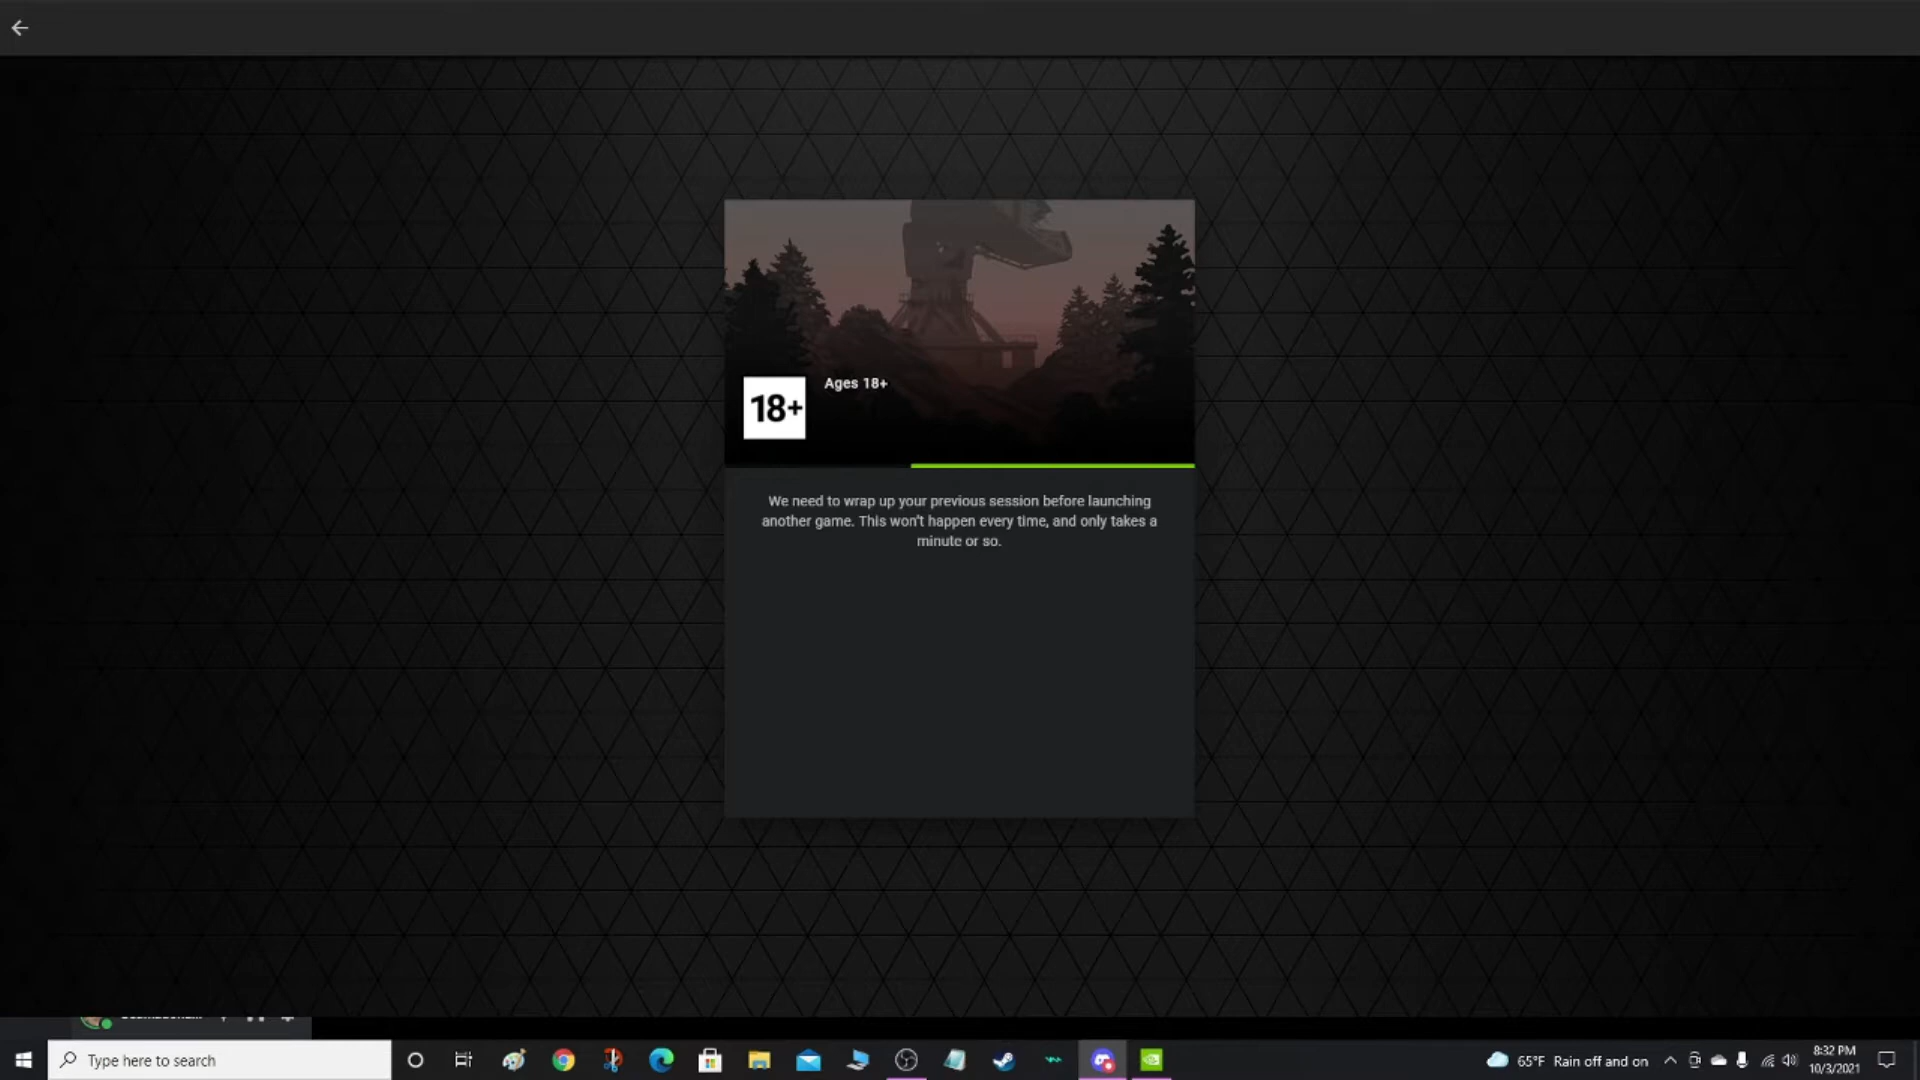 18+
Ages 18+
We need to wrap up your previous session before launching
another game. This won't happen every time, and only takes a
minute or so.
Type here to search
65°F Rain off and on
8:32 PM
10/3/2021